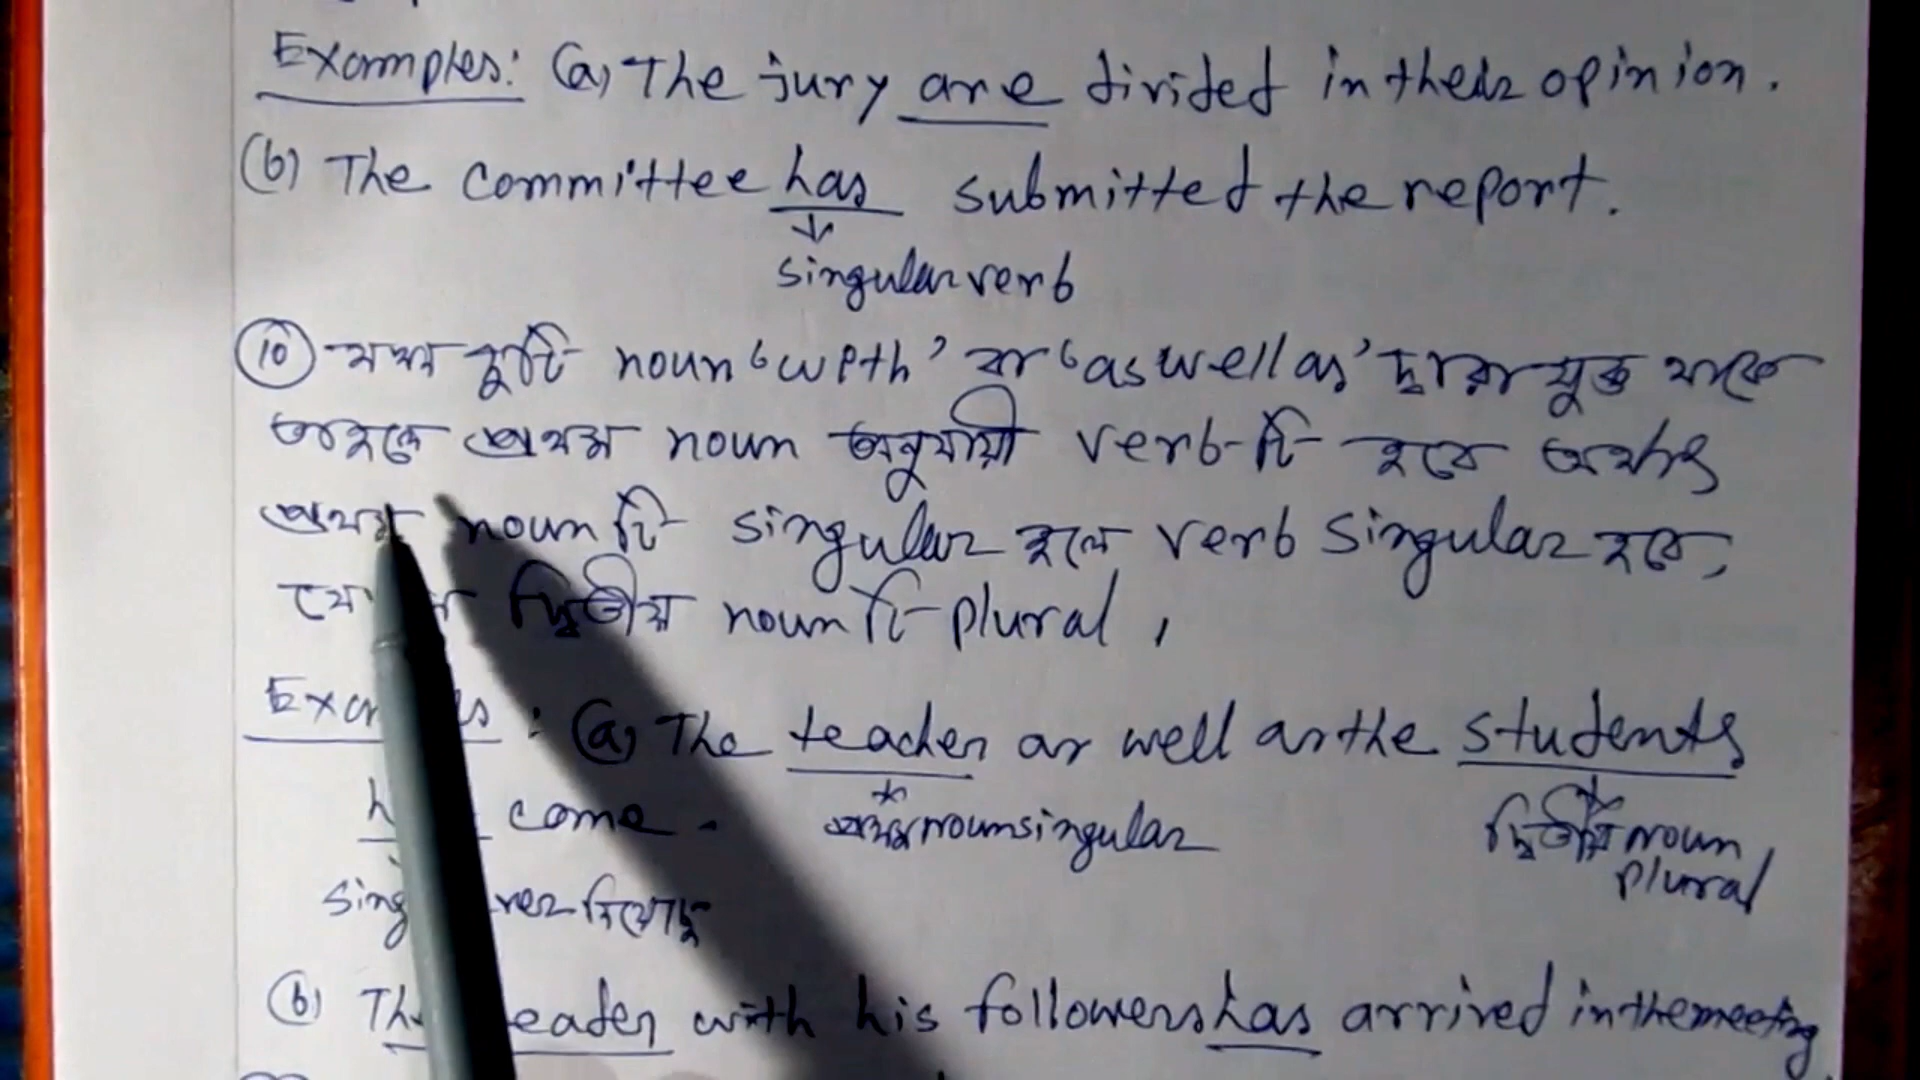 Examples: (a) The jury are divided in their opinion.
(b) The committee has submitted the report.
singular verb
(10) যখন দুটি noun 'with' বা 'as well as' দ্বারা যুক্ত থাকে
তাহলে প্রথম noun অনুযায়ী verb-টি হবে অর্থাৎ
প্রথম noun টি singular হলে verb singular হবে,
দ্বিতীয় noun টি plural,
: (a) The teacher as well as the students
come. প্রথম noun singular দ্বিতীয় noun
plural
(b) leader with his followers has arrived in the meeting